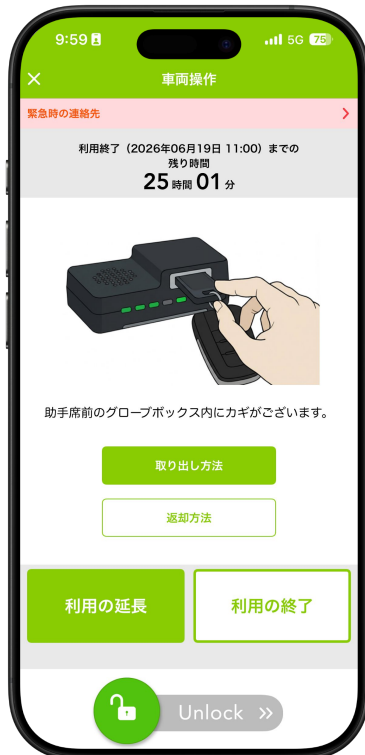 9:59 5G 75
車両操作
緊急時の連絡先
利用終了（2026年06月19日 11:00）までの
残り時間
25 時間 01 分
助手席前のグローブボックス内にカギがございます。
取り出し方法
返却方法
利用の延長 利用の終了
Unlock »